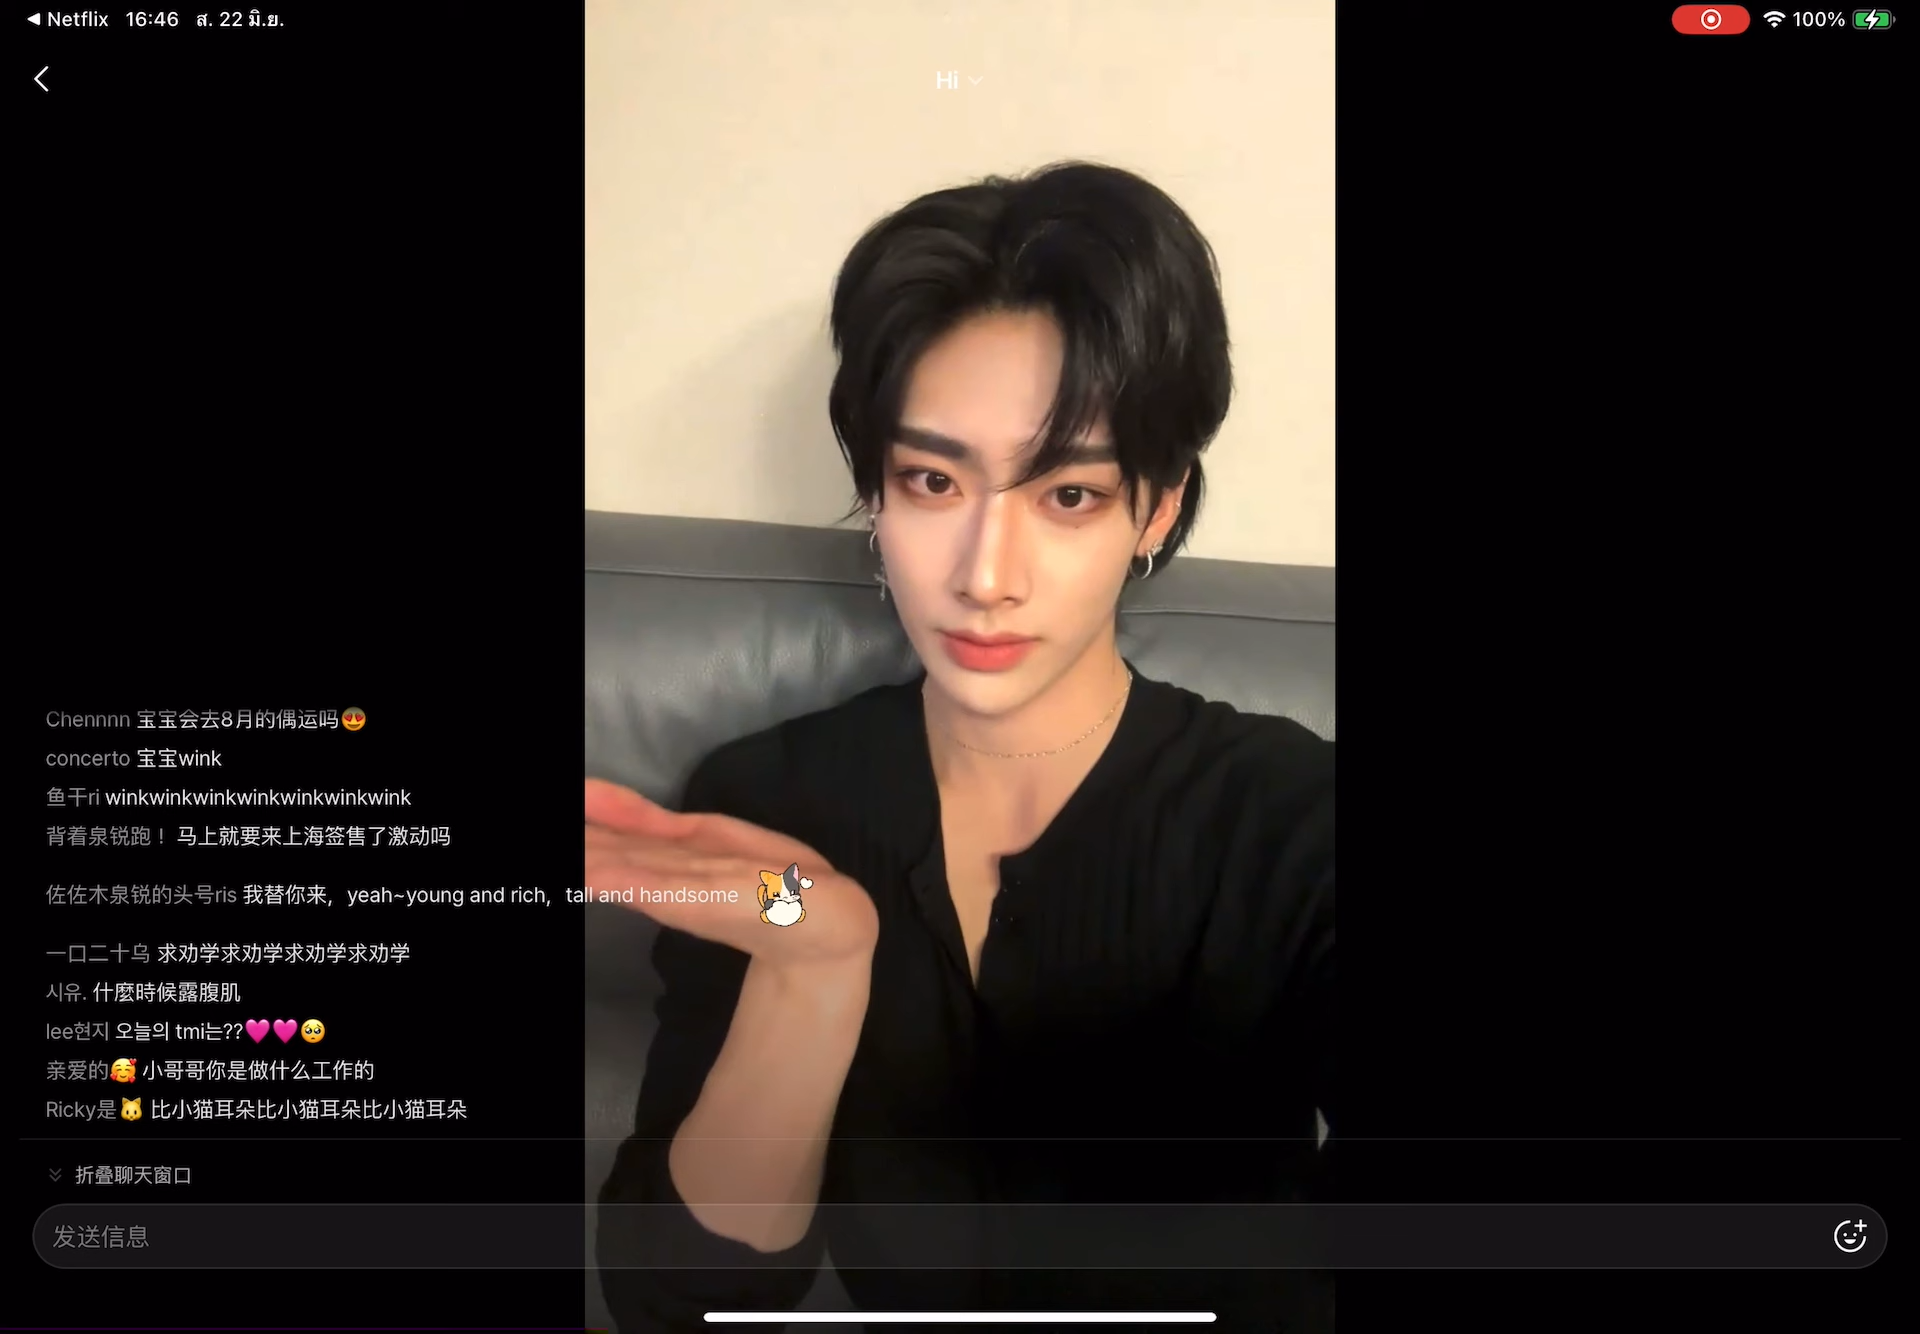 ◀ Netflix 16:46 ส. 22 มิ.ย.
100%
Hi
Chennnn 宝宝会去8月的偶运吗😍
concerto 宝宝wink
鱼干ri winkwinkwinkwinkwinkwinkwink
背着泉锐跑！ 马上就要来上海签售了激动吗
佐佐木泉锐的头号ris 我替你来，yeah~young and rich，tall and handsome
一口二十乌 求劝学求劝学求劝学求劝学
시유. 什麼時候露腹肌
lee현지 오늘의 tmi는??💗💗🥺
亲爱的🥰 小哥哥你是做什么工作的
Ricky是🐱 比小猫耳朵比小猫耳朵比小猫耳朵
折叠聊天窗口
发送信息